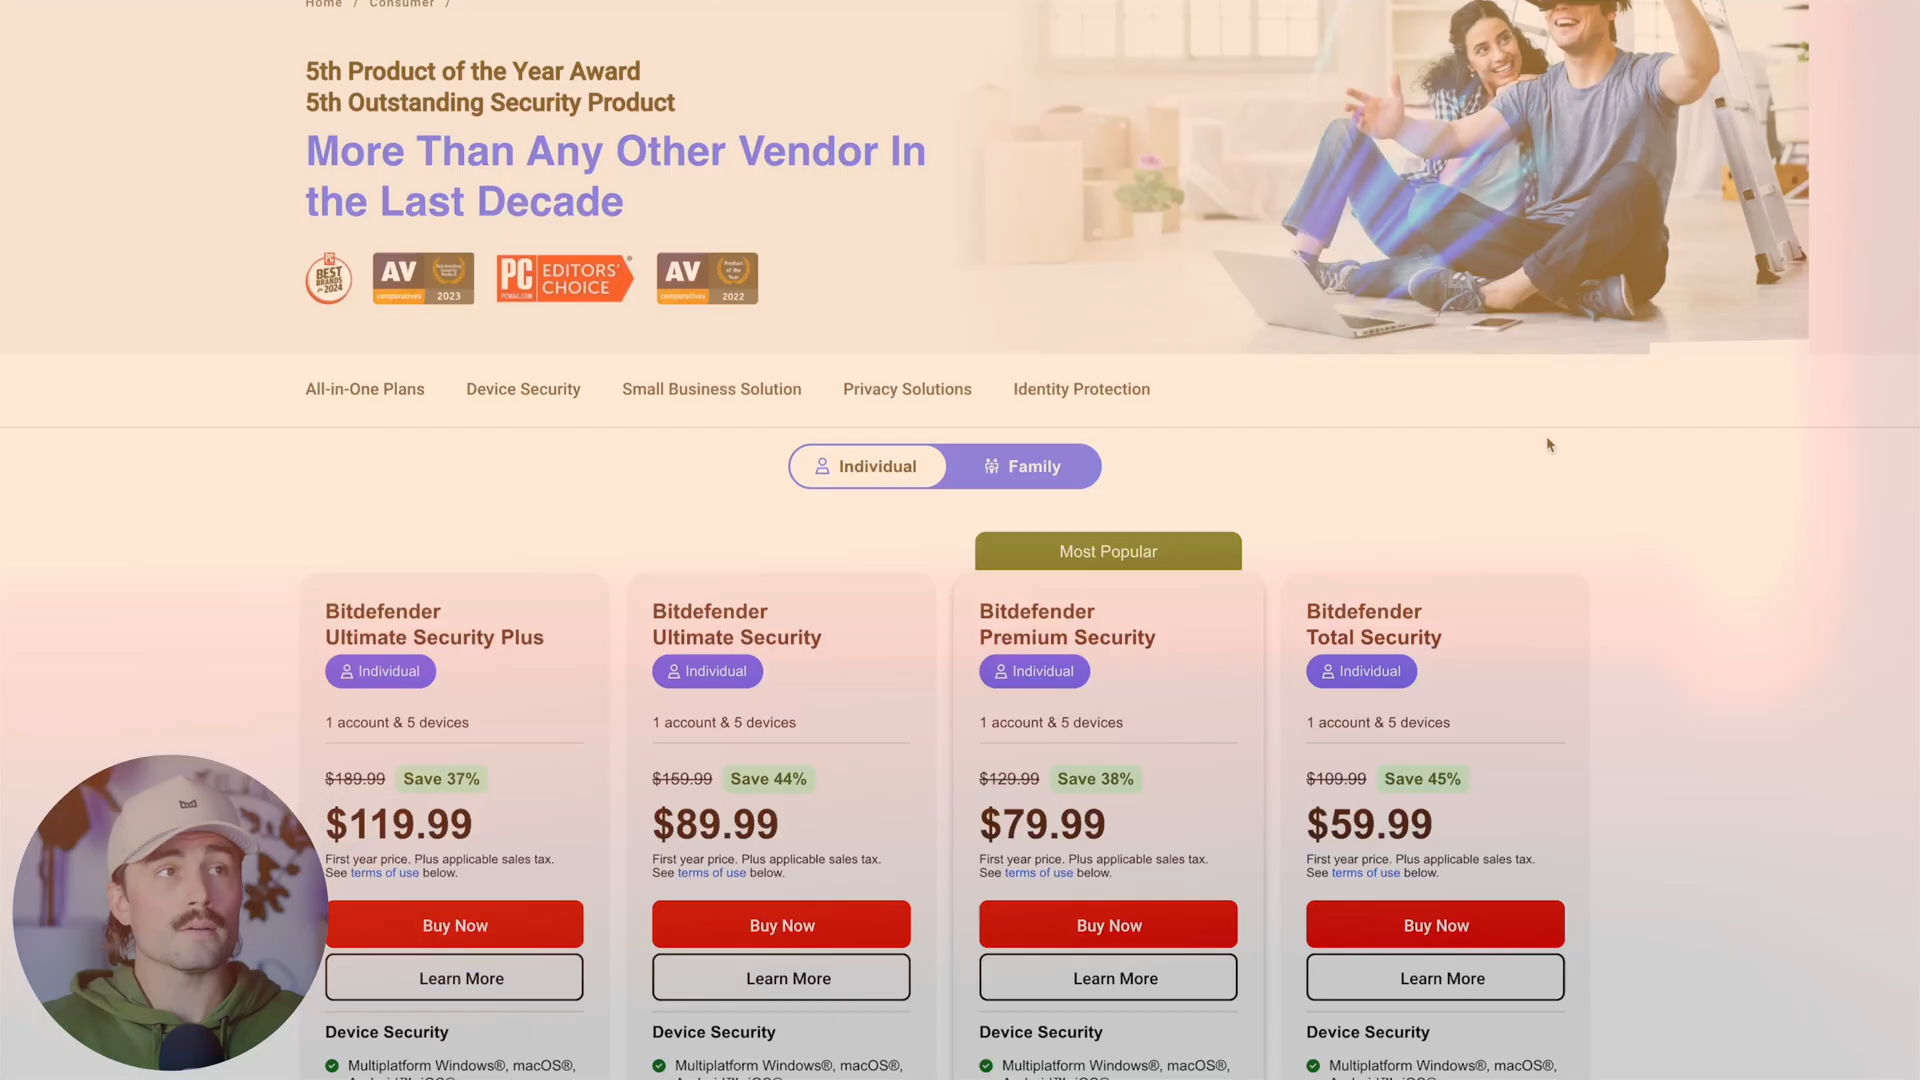 Home / Consumer /
5th Product of the Year Award
5th Outstanding Security Product
More Than Any Other Vendor In
the Last Decade
PC
BEST
BRANDS
for 2024
AV
Outstanding
Security
Product
comparatives 2023
PC
PCMAG.COM
EDITORS'
CHOICE
AV
Product
of the
Year
comparatives 2022
All-in-One Plans Device Security Small Business Solution Privacy Solutions Identity Protection
Individual Family
Most Popular
Bitdefender
Ultimate Security Plus
Individual
1 account & 5 devices
$189.99 Save 37%
$119.99
First year price. Plus applicable sales tax.
See terms of use below.
Buy Now
Learn More
Device Security
Multiplatform Windows®, macOS®,
Bitdefender
Ultimate Security
Individual
1 account & 5 devices
$159.99 Save 44%
$89.99
First year price. Plus applicable sales tax.
See terms of use below.
Buy Now
Learn More
Device Security
Multiplatform Windows®, macOS®,
Bitdefender
Premium Security
Individual
1 account & 5 devices
$129.99 Save 38%
$79.99
First year price. Plus applicable sales tax.
See terms of use below.
Buy Now
Learn More
Device Security
Multiplatform Windows®, macOS®,
Bitdefender
Total Security
Individual
1 account & 5 devices
$109.99 Save 45%
$59.99
First year price. Plus applicable sales tax.
See terms of use below.
Buy Now
Learn More
Device Security
Multiplatform Windows®, macOS®,